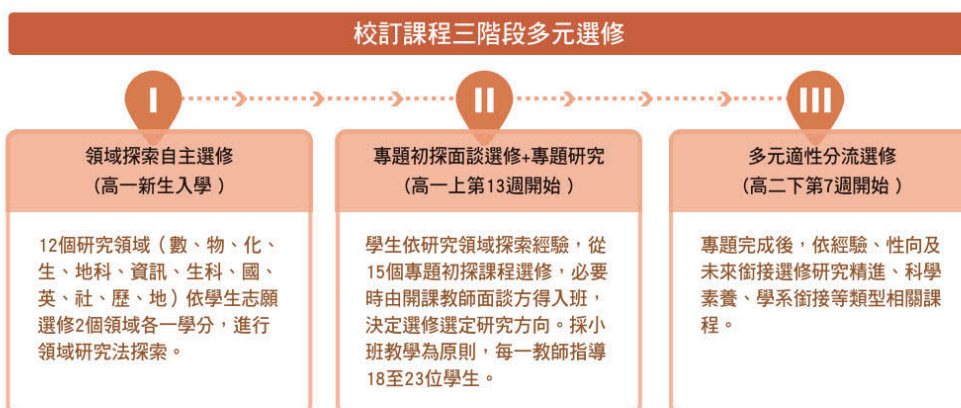 校訂課程三階段多元選修
I
II
III
領域探索自主選修
(高一新生入學)
12個研究領域(數、物、化、
生、地科、資訊、生科、國、
英、社、歷、地)依學生志願
選修2個領域各一學分,進行
領域研究法探索。
專題初探面談選修+專題研究
(高一上第13週開始)
學生依研究領域探索經驗,從
15個專題初探課程選修,必要
時由開課教師面談方得入班,
決定選修選定研究方向。採小
班教學為原則,每一教師指導
18至23位學生。
多元適性分流選修
(高二下第7週開始)
專題完成後,依經驗、性向及
未來銜接選修研究精進、科學
素養、學系銜接等類型相關課
程。